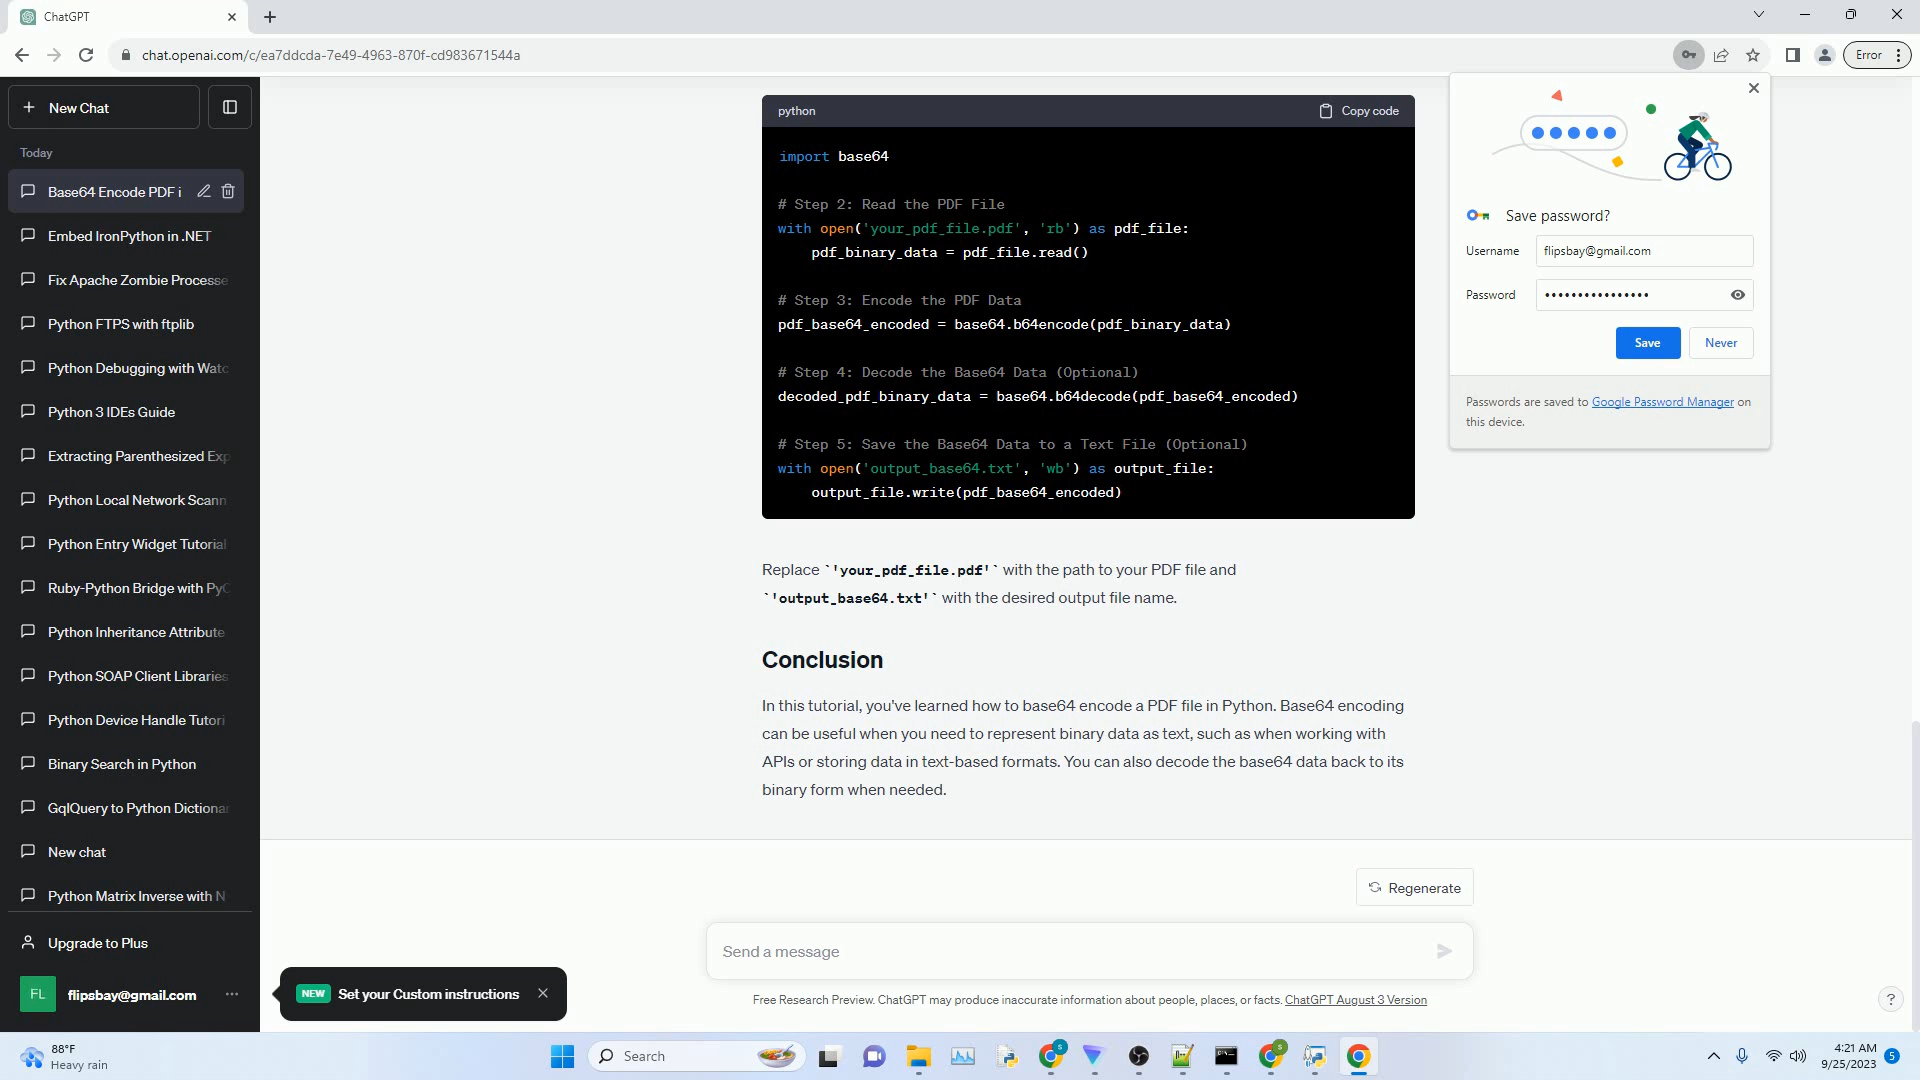 ChatGPT
chat.openai.com/c/ea7ddcda-7e49-4963-870f-cd983671544a
Error
New Chat
Today
Base64 Encode PDF i
Embed IronPython in .NET
Fix Apache Zombie Processe
Python FTPS with ftplib
Python Debugging with Watc
Python 3 IDEs Guide
Extracting Parenthesized Exp
Python Local Network Scann
Python Entry Widget Tutorial
Ruby-Python Bridge with PyC
Python Inheritance Attribute
Python SOAP Client Libraries
Python Device Handle Tutori
Binary Search in Python
GqlQuery to Python Dictionar
New chat
Python Matrix Inverse with N
Upgrade to Plus
FL flipsbay@gmail.com
python Copy code
import base64
# Step 2: Read the PDF File
with open('your_pdf_file.pdf', 'rb') as pdf_file:
pdf_binary_data = pdf_file.read()
# Step 3: Encode the PDF Data
pdf_base64_encoded = base64.b64encode(pdf_binary_data)
# Step 4: Decode the Base64 Data (Optional)
decoded_pdf_binary_data = base64.b64decode(pdf_base64_encoded)
# Step 5: Save the Base64 Data to a Text File (Optional)
with open('output_base64.txt', 'wb') as output_file:
output_file.write(pdf_base64_encoded)
Replace `'your_pdf_file.pdf'` with the path to your PDF file and
`'output_base64.txt'` with the desired output file name.
Conclusion
In this tutorial, you've learned how to base64 encode a PDF file in Python. Base64 encoding
can be useful when you need to represent binary data as text, such as when working with
APIs or storing data in text-based formats. You can also decode the base64 data back to its
binary form when needed.
Regenerate
Send a message
Free Research Preview. ChatGPT may produce inaccurate information about people, places, or facts. ChatGPT August 3 Version
NEW Set your Custom instructions
?
Save password?
Username flipsbay@gmail.com
Password ••••••••••••••••
Save Never
Passwords are saved to Google Password Manager on
this device.
88°F
Heavy rain
Search
S
S
4:21 AM
9/25/2023
5